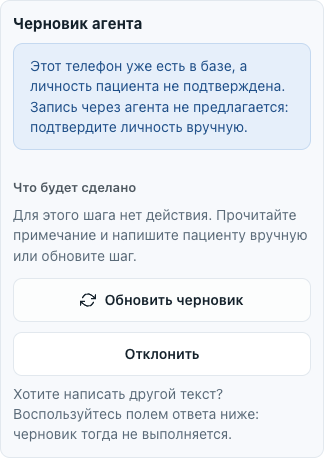 Черновик агента
Этот телефон уже есть в базе, а
личность пациента не подтверждена.
Запись через агента не предлагается:
подтвердите личность вручную.
Что будет сделано
Для этого шага нет действия. Прочитайте
примечание и напишите пациенту вручную
или обновите шаг.
Обновить черновик
Отклонить
Хотите написать другой текст?
Воспользуйтесь полем ответа ниже:
черновик тогда не выполняется.